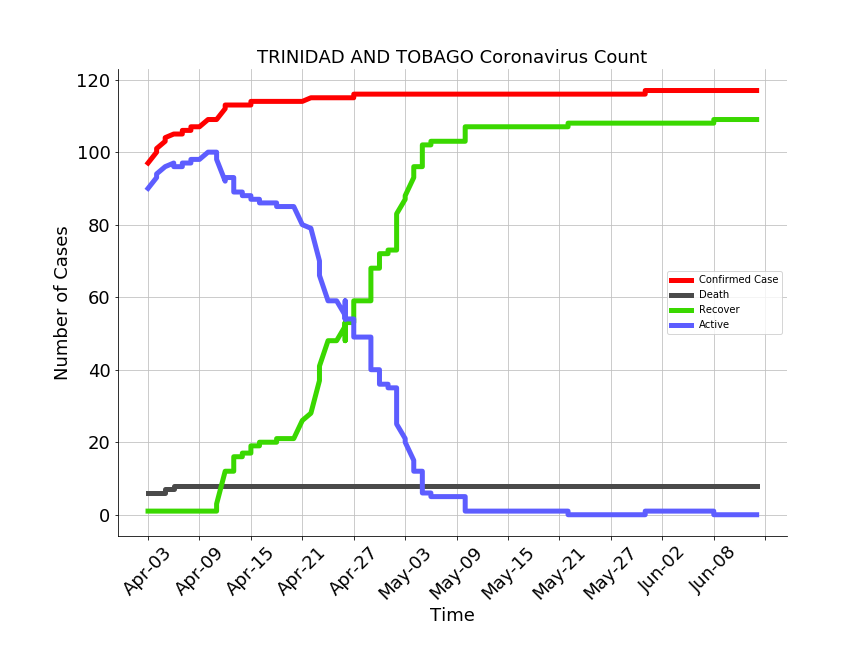 TRINIDAD AND TOBAGO Coronavirus Count
120
100
80
60
40
20
0
Number of Cases
Confirmed Case
Death
Recover
Active
Apr-03
Apr-09
Apr-15
Apr-21
Apr-27
May-03
May-09
May-15
May-21
May-27
Jun-02
Jun-08
Time